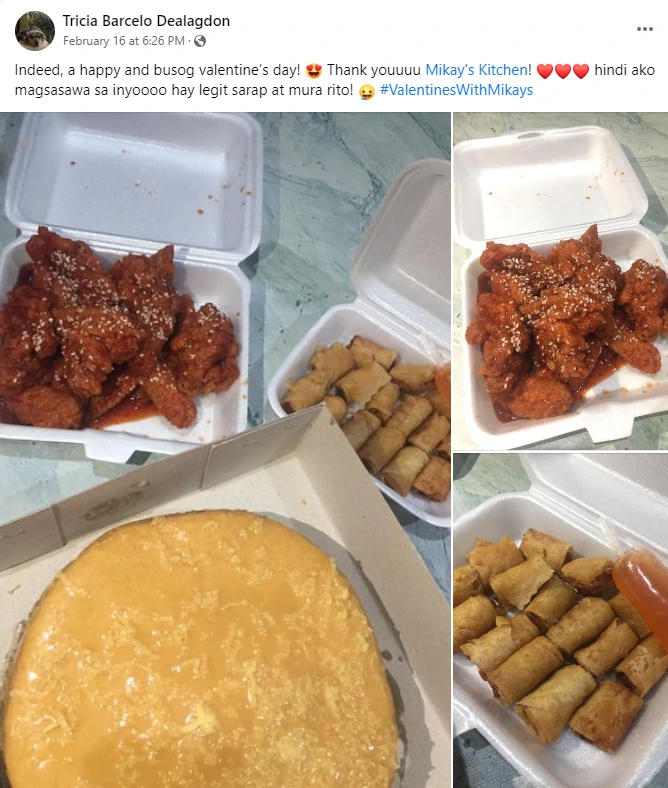 Tricia Barcelo Dealagdon
February 16 at 6:26 PM ·
Indeed, a happy and busog valentine's day! 😍 Thank youuuu Mikay's Kitchen! ❤️❤️❤️ hindi ako
magsasawa sa inyoooo hay legit sarap at mura rito! 😛 #ValentinesWithMikays